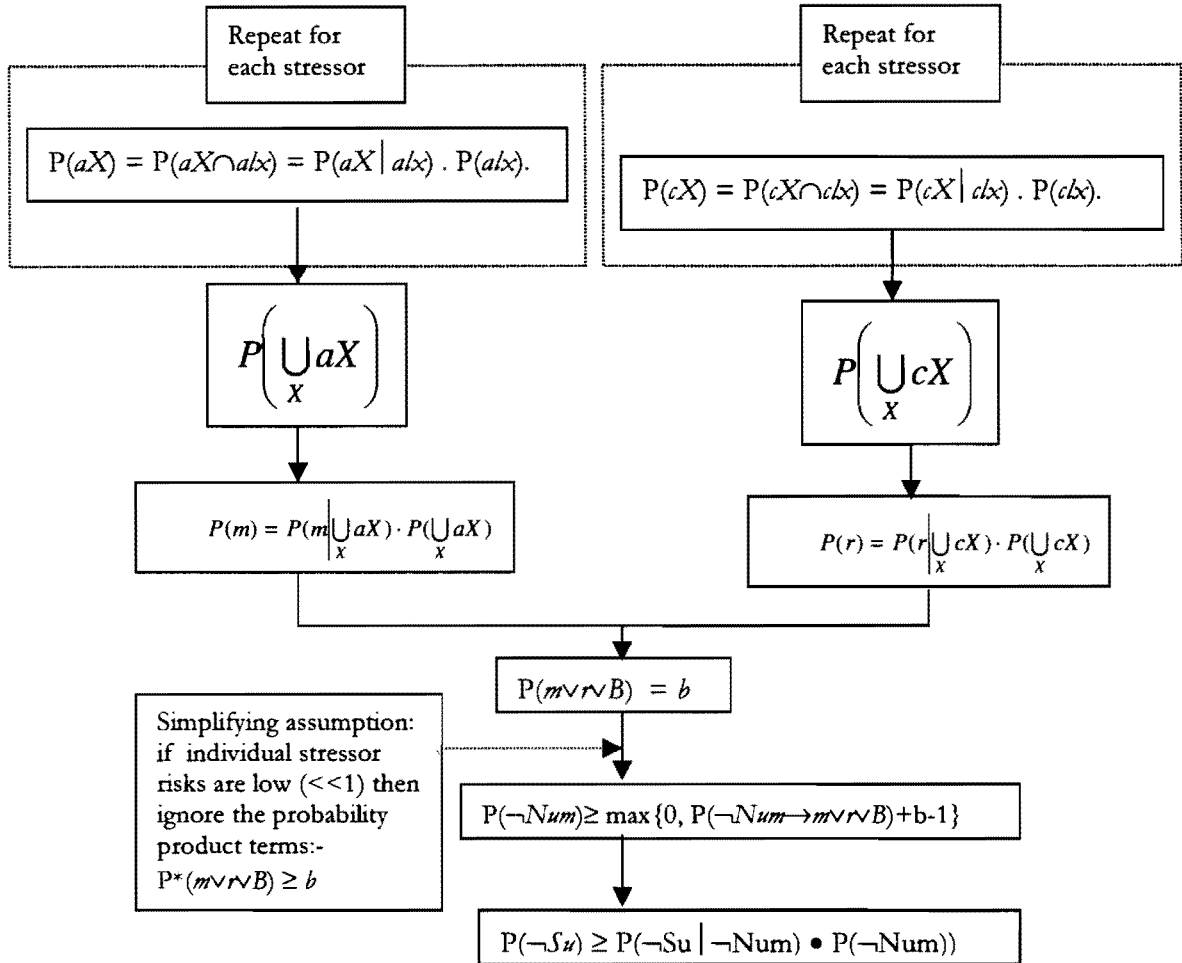 Repeat for
each stressor
P(aX) = P(aX∩alx) = P(aX | alx) . P(alx).
P(⋃ aX)
X
P(m) = P(m|⋃ aX) · P(⋃ aX)
X X
Repeat for
each stressor
P(cX) = P(cX∩clx) = P(cX | clx) . P(clx).
P(⋃ cX)
X
P(r) = P(r|⋃ cX) · P(⋃ cX)
X X
P(m∨r∨B) = b
Simplifying assumption:
if individual stressor
risks are low (<<1) then
ignore the probability
product terms:-
P*(m∨r∨B) ≥ b
P(¬Num)≥ max{0, P(¬Num→m∨r∨B)+b-1}
P(¬Su) ≥ P(¬Su | ¬Num) • P(¬Num))